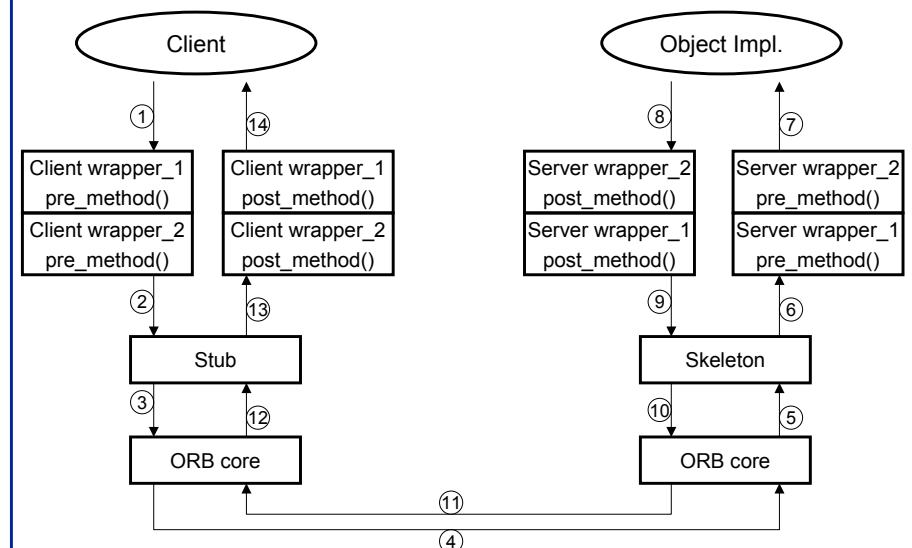 Client
Object Impl.
1
14
8
7
Client wrapper_1
pre_method()
Client wrapper_2
pre_method()
Client wrapper_1
post_method()
Client wrapper_2
post_method()
Server wrapper_2
post_method()
Server wrapper_1
post_method()
Server wrapper_2
pre_method()
Server wrapper_1
pre_method()
2
13
9
6
Stub
Skeleton
3
12
10
5
ORB core
ORB core
11
4